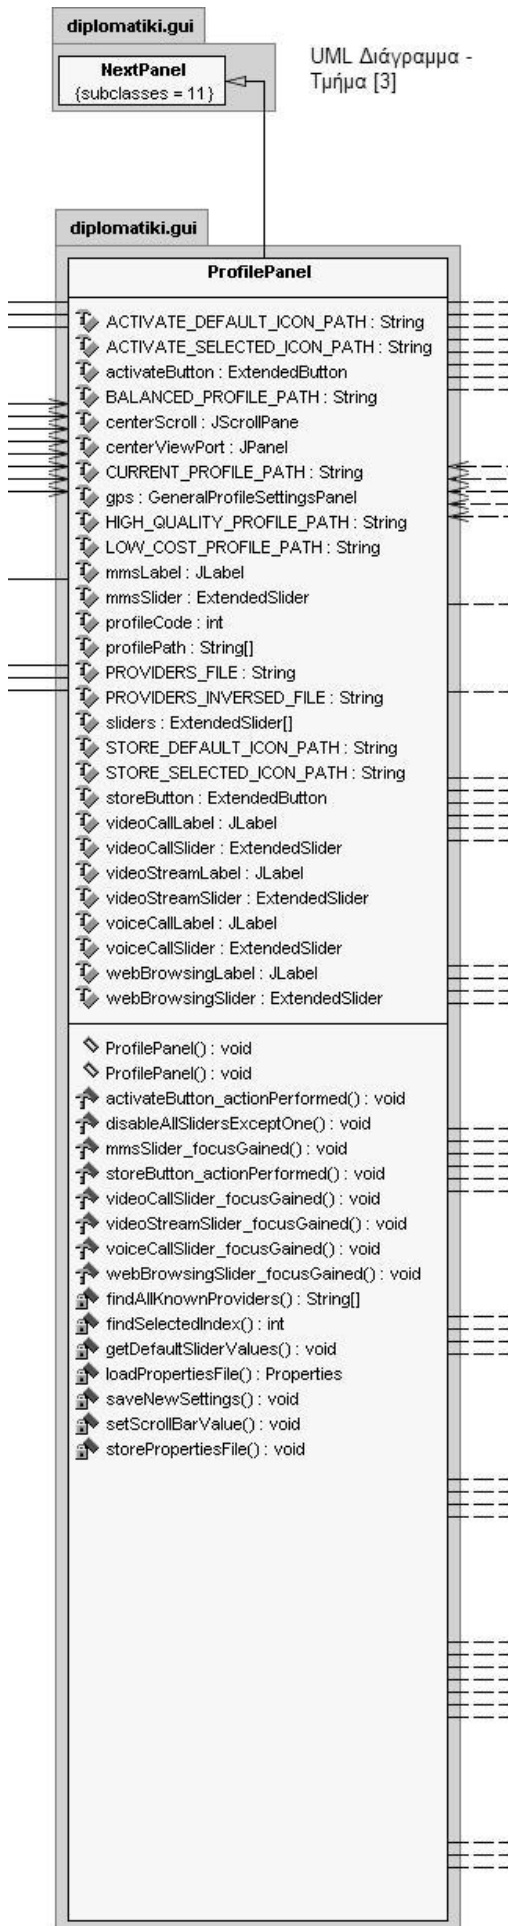 diplomatiki.gui
NextPanel
{subclasses = 11}
UML Διάγραμμα -
Τμήμα [3]
diplomatiki.gui
ProfilePanel
ACTIVATE_DEFAULT_ICON_PATH : String
ACTIVATE_SELECTED_ICON_PATH : String
activateButton : ExtendedButton
BALANCED_PROFILE_PATH : String
centerScroll : JScrollPane
centerViewPort : JPanel
CURRENT_PROFILE_PATH : String
gps : GeneralProfileSettingsPanel
HIGH_QUALITY_PROFILE_PATH : String
LOW_COST_PROFILE_PATH : String
mmsLabel : JLabel
mmsSlider : ExtendedSlider
profileCode : int
profilePath : String[]
PROVIDERS_FILE : String
PROVIDERS_INVERSED_FILE : String
sliders : ExtendedSlider[]
STORE_DEFAULT_ICON_PATH : String
STORE_SELECTED_ICON_PATH : String
storeButton : ExtendedButton
videoCallLabel : JLabel
videoCallSlider : ExtendedSlider
videoStreamLabel : JLabel
videoStreamSlider : ExtendedSlider
voiceCallLabel : JLabel
voiceCallSlider : ExtendedSlider
webBrowsingLabel : JLabel
webBrowsingSlider : ExtendedSlider
ProfilePanel() : void
ProfilePanel() : void
activateButton_actionPerformed() : void
disableAllSlidersExceptOne() : void
mmsSlider_focusGained() : void
storeButton_actionPerformed() : void
videoCallSlider_focusGained() : void
videoStreamSlider_focusGained() : void
voiceCallSlider_focusGained() : void
webBrowsingSlider_focusGained() : void
findAllKnownProviders() : String[]
findSelectedIndex() : int
getDefaultSliderValues() : void
loadPropertiesFile() : Properties
saveNewSettings() : void
setScrollBarValue() : void
storePropertiesFile() : void